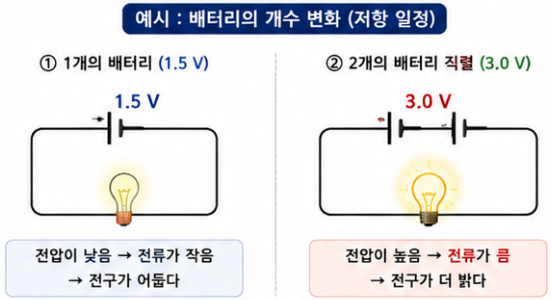 예시 : 배터리의 개수 변화 (저항 일정)
① 1개의 배터리 (1.5 V)
1.5 V
전압이 낮음 → 전류가 작음
→ 전구가 어둡다
② 2개의 배터리 직렬 (3.0 V)
3.0 V
전압이 높음 → 전류가 큼
→ 전구가 더 밝다